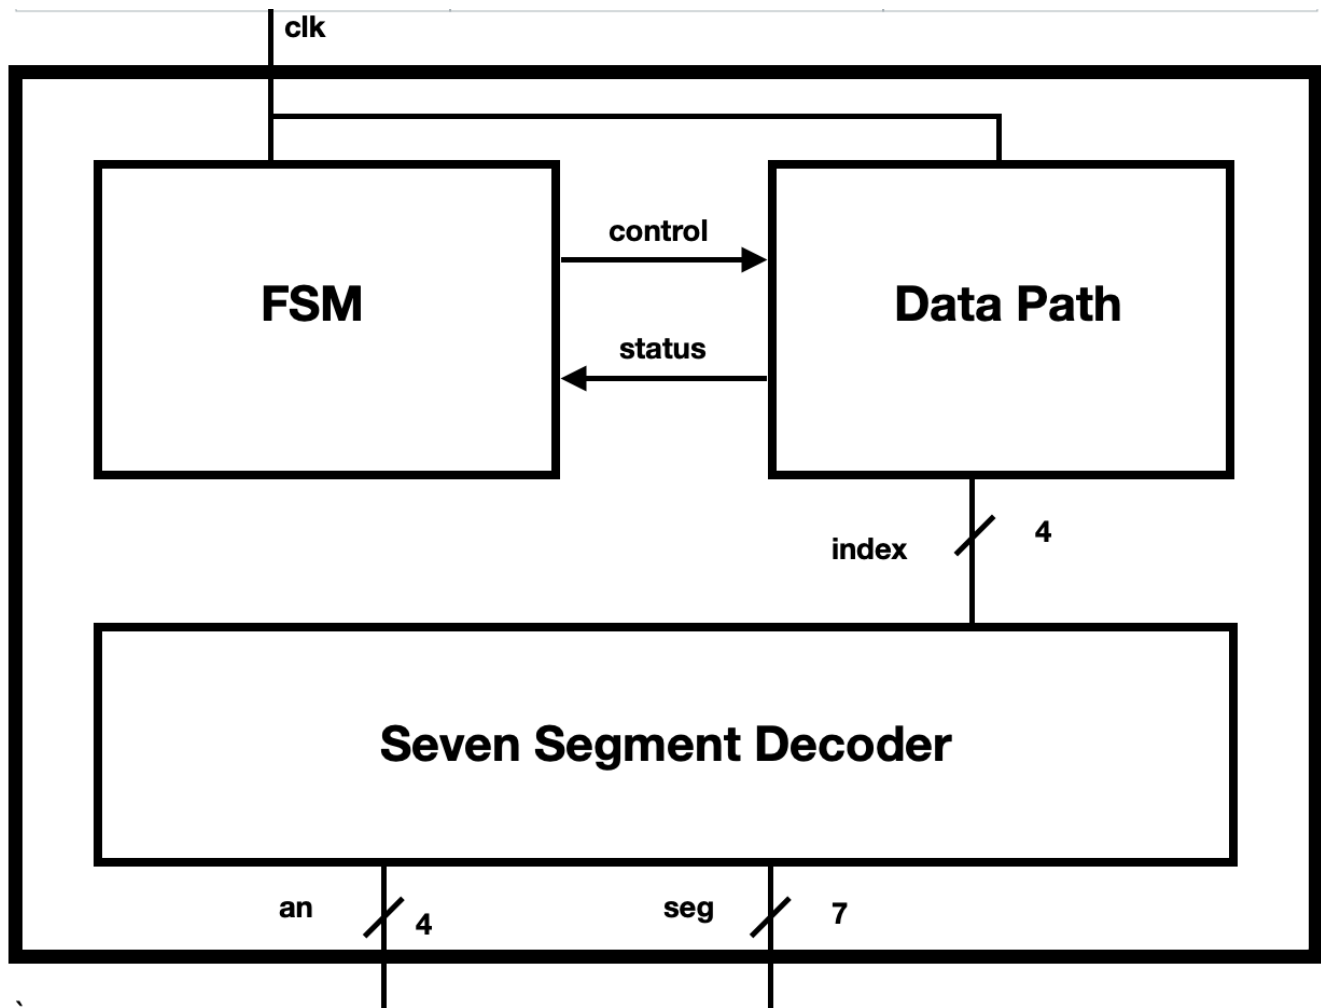 clk
control
FSM
Data Path
status
index
4
Seven Segment Decoder
an
4
seg
7
`